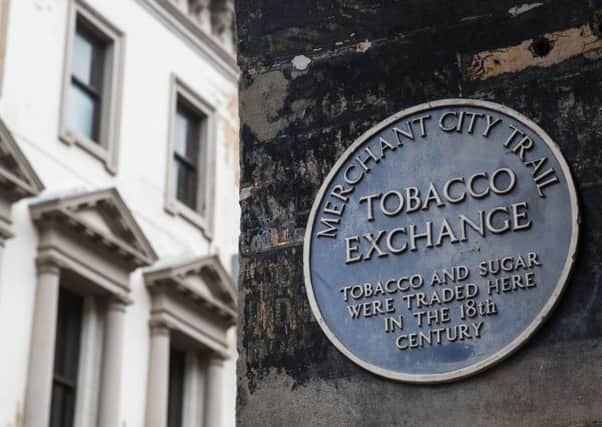 MERCHANT CITY TRAIL
TOBACCO
EXCHANGE
TOBACCO AND SUGAR
WERE TRADED HERE
IN THE 18th
CENTURY